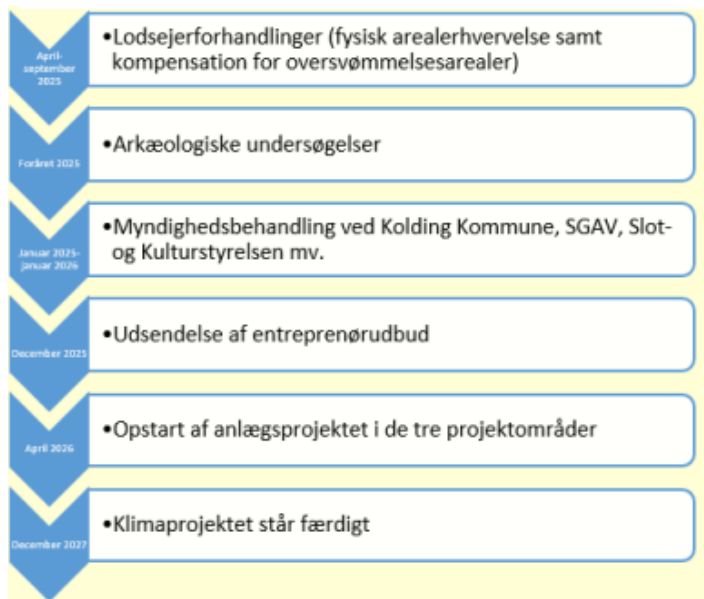 April-
september
2025
•Lodsejerforhandlinger (fysisk arealerhvervelse samt
kompensation for oversvømmelsesarealer)
Foråret 2025
•Arkæologiske undersøgelser
Januar 2025-
januar 2026
•Myndighedsbehandling ved Kolding Kommune, SGAV, Slot-
og Kulturstyrelsen mv.
December 2025
•Udsendelse af entreprenørudbud
April 2026
•Opstart af anlægsprojektet i de tre projektområder
December 2027
•Klimaprojektet står færdigt